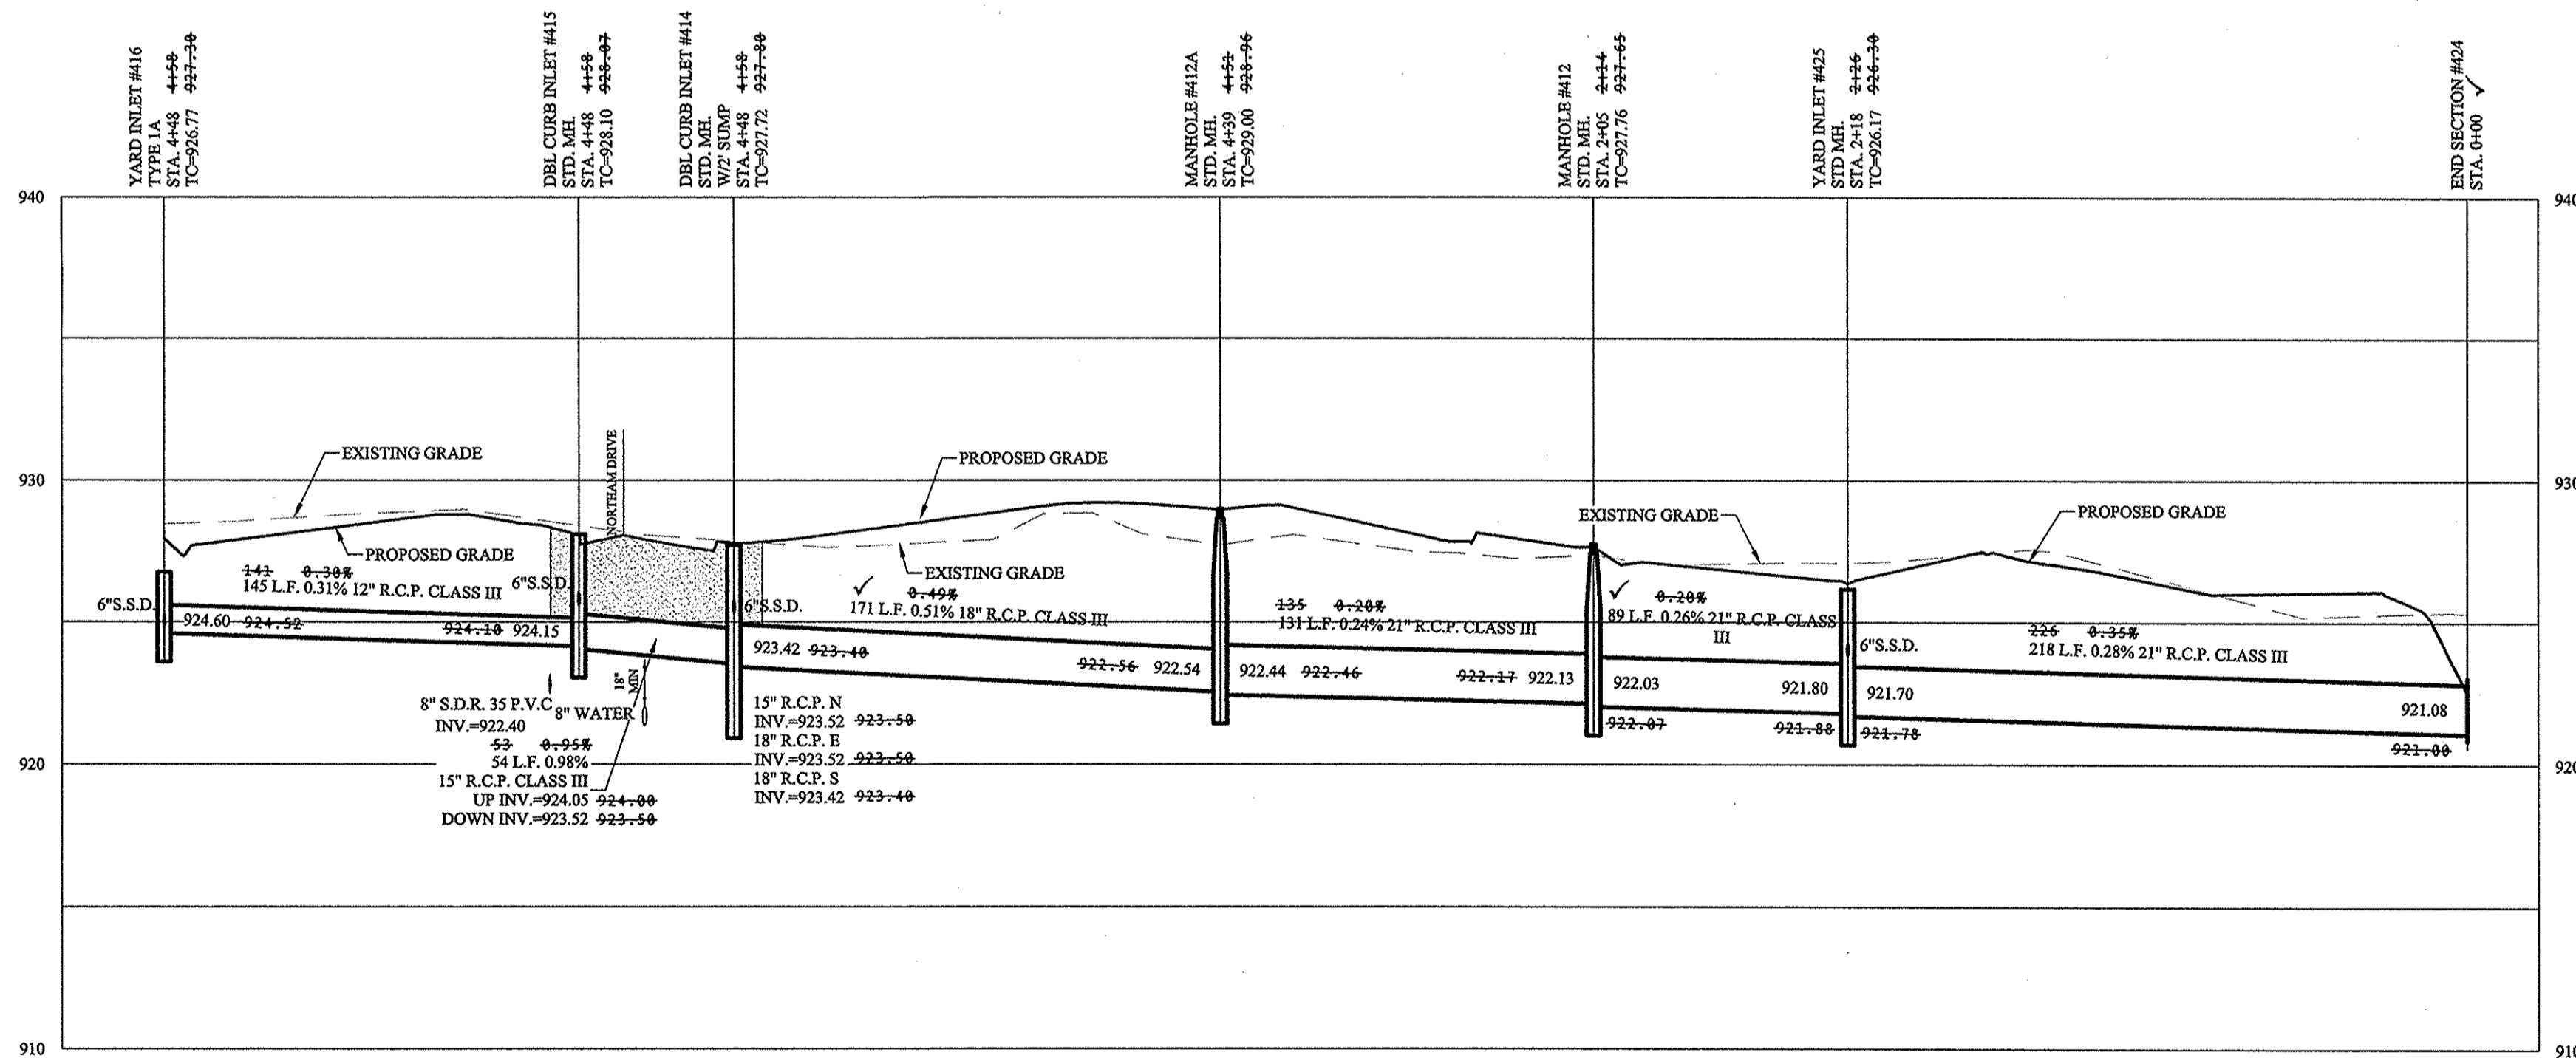 YARD INLET #416
TYPE 1A
STA. 4+48 4+58
TC=926.77 927.30
DBL CURB INLET #415
STD. MH.
STA. 4+48 4+58
TC=928.10 928.07
DBL CURB INLET #414
STD. MH.
W/2' SUMP
STA. 4+48 4+58
TC=927.72 927.80
MANHOLE #412A
STD. MH.
STA. 4+39 4+51
TC=929.00 928.96
MANHOLE #412
STD. MH.
STA. 2+05 2+14
TC=927.76 927.65
YARD INLET #425
STD MH.
STA. 2+18 2+26
TC=926.17 926.30
END SECTION #424
STA. 0+00 ✓
940
940
930
930
920
920
910
910
EXISTING GRADE
PROPOSED GRADE
NORTHAM DRIVE
PROPOSED GRADE
EXISTING GRADE
EXISTING GRADE
PROPOSED GRADE
141 0.30%
145 L.F. 0.31% 12" R.C.P. CLASS III
6"S.S.D.
6"S.S.D.
6"S.S.D.
6"S.S.D.
✓ 0.49%
171 L.F. 0.51% 18" R.C.P. CLASS III
135 0.20%
131 L.F. 0.24% 21" R.C.P. CLASS III
✓ 0.20%
89 L.F. 0.26% 21" R.C.P. CLASS
III
226 0.35%
218 L.F. 0.28% 21" R.C.P. CLASS III
924.60 924.52
924.10 924.15
923.42 923.40
922.56 922.54
922.44 922.46
922.17 922.13
922.03
922.07
921.80
921.88
921.70
921.78
921.08
921.00
8" S.D.R. 35 P.V.C
INV.=922.40
8" WATER
18"
MIN
53 0.95%
54 L.F. 0.98%
15" R.C.P. CLASS III
UP INV.=924.05 924.00
DOWN INV.=923.52 923.50
15" R.C.P. N
INV.=923.52 923.50
18" R.C.P. E
INV.=923.52 923.50
18" R.C.P. S
INV.=923.42 923.40